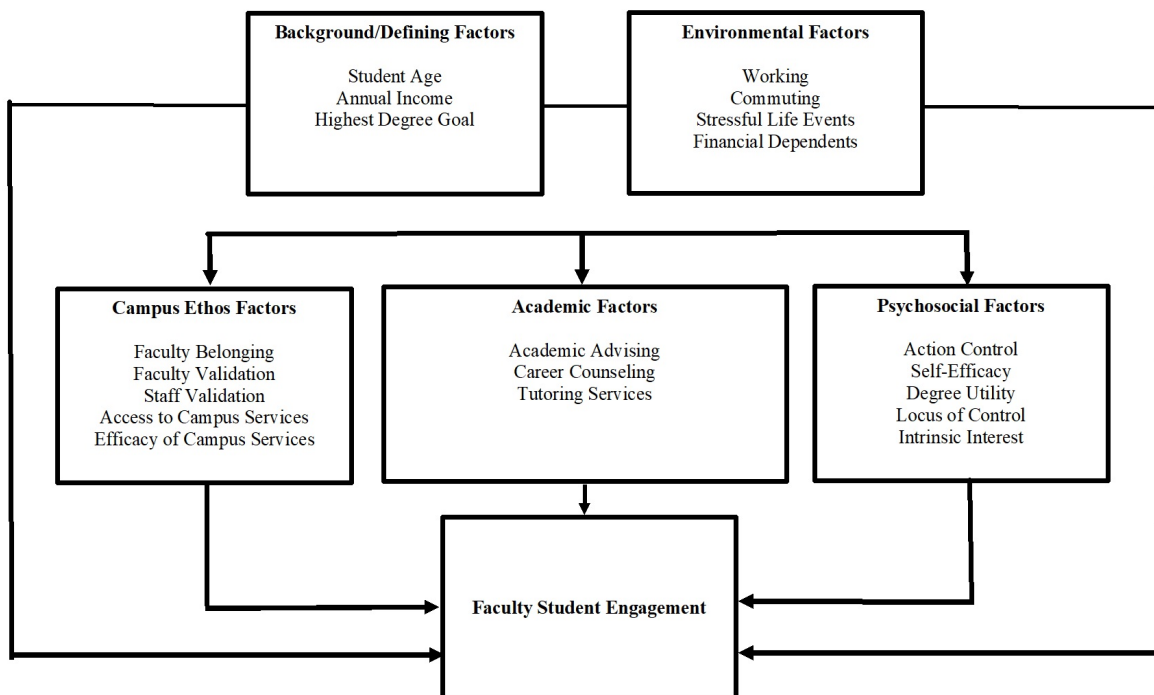 Background/Defining Factors
Student Age
Annual Income
Highest Degree Goal
Environmental Factors
Working
Commuting
Stressful Life Events
Financial Dependents
Campus Ethos Factors
Faculty Belonging
Faculty Validation
Staff Validation
Access to Campus Services
Efficacy of Campus Services
Academic Factors
Academic Advising
Career Counseling
Tutoring Services
Psychosocial Factors
Action Control
Self-Efficacy
Degree Utility
Locus of Control
Intrinsic Interest
Faculty Student Engagement